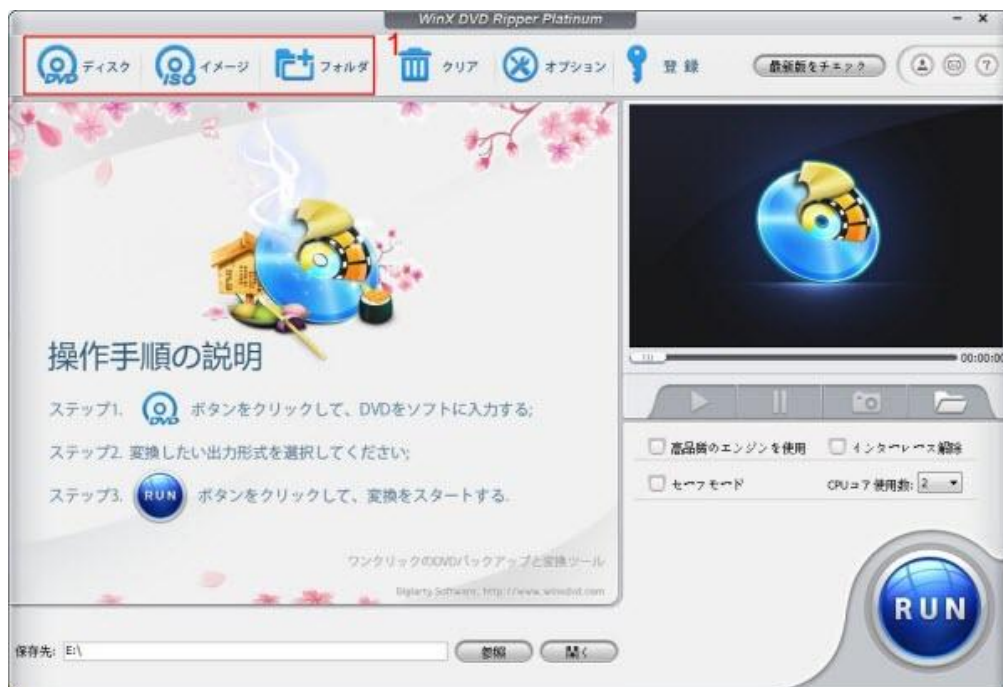 WinX DVD Ripper Platinum
DVD ディスク
ISO イメージ
フォルダ
1
クリア
オプション
登録
最新版をチェック
操作手順の説明
ステップ1. DVD ボタンをクリックして、DVDをソフトに入力する;
ステップ2. 変換したい出力形式を選択してください;
ステップ3. RUN ボタンをクリックして、変換をスタートする.
ワンクリックのDVDバックアップと変換ツール
Digiarty Software, http://www.winxdvd.com
00:00:00
高品質のエンジンを使用
インターレース解除
セーフモード
CPUコア使用数: 2
RUN
保存先: E:\
参照
開く